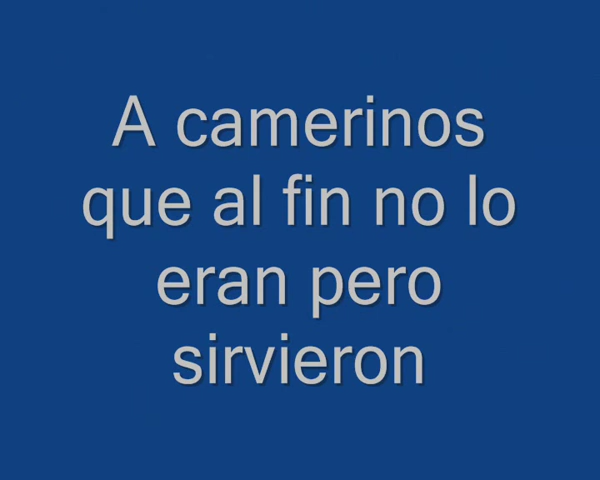 A camerinos
que al fin no lo
eran pero
sirvieron